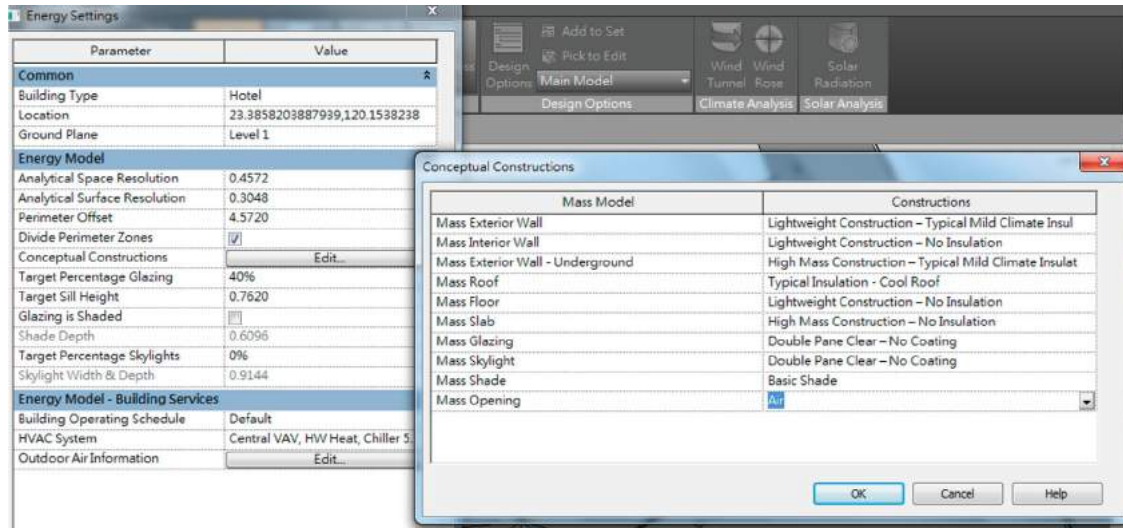 Energy Settings
Parameter Value
Common
Building Type Hotel
Location 23.3858203887939,120.1538238
Ground Plane Level 1
Energy Model
Analytical Space Resolution 0.4572
Analytical Surface Resolution 0.3048
Perimeter Offset 4.5720
Divide Perimeter Zones
Conceptual Constructions Edit...
Target Percentage Glazing 40%
Target Sill Height 0.7620
Glazing is Shaded
Shade Depth 0.6096
Target Percentage Skylights 0%
Skylight Width & Depth 0.9144
Energy Model - Building Services
Building Operating Schedule Default
HVAC System Central VAV, HW Heat, Chiller 5.
Outdoor Air Information Edit...
Add to Set
Pick to Edit
Design Options
Main Model
Design Options
Wind Tunnel
Wind Rose
Climate Analysis
Solar Radiation
Solar Analysis
Conceptual Constructions
Mass Model Constructions
Mass Exterior Wall Lightweight Construction – Typical Mild Climate Insul
Mass Interior Wall Lightweight Construction – No Insulation
Mass Exterior Wall - Underground High Mass Construction – Typical Mild Climate Insulat
Mass Roof Typical Insulation - Cool Roof
Mass Floor Lightweight Construction – No Insulation
Mass Slab High Mass Construction – No Insulation
Mass Glazing Double Pane Clear – No Coating
Mass Skylight Double Pane Clear – No Coating
Mass Shade Basic Shade
Mass Opening Air
OK Cancel Help